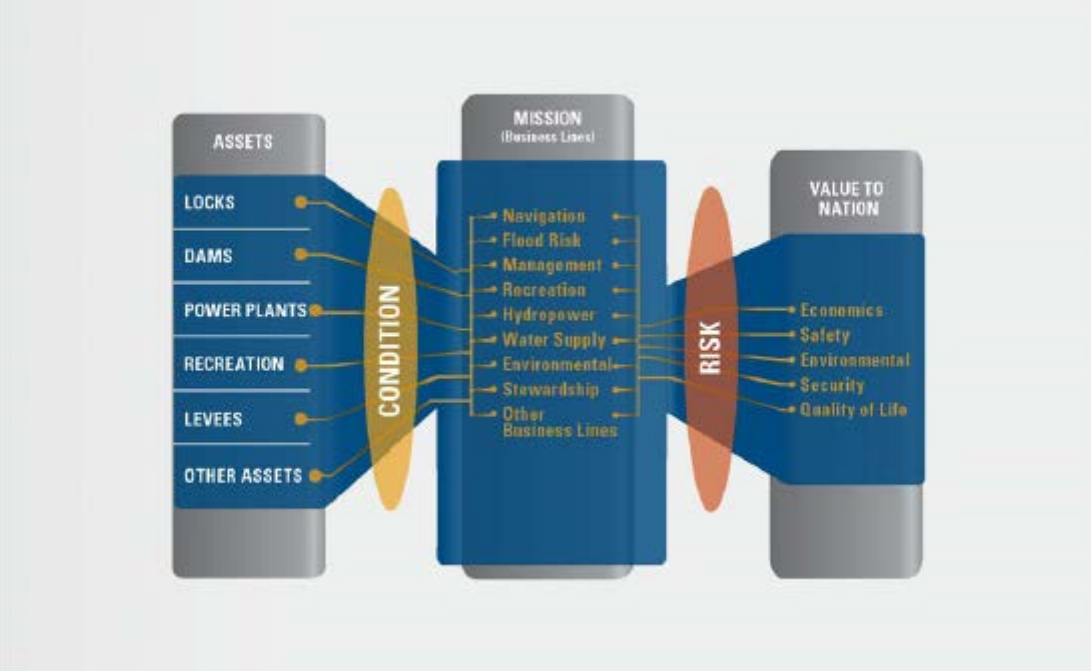 ASSETS
LOCKS
DAMS
POWER PLANTS
RECREATION
LEVEES
OTHER ASSETS
CONDITION
MISSION
(Business Lines)
Navigation
Flood Risk
Management
Recreation
Hydropower
Water Supply
Environmental
Stewardship
Other
Business Lines
RISK
VALUE TO
NATION
Economics
Safety
Environmental
Security
Quality of Life